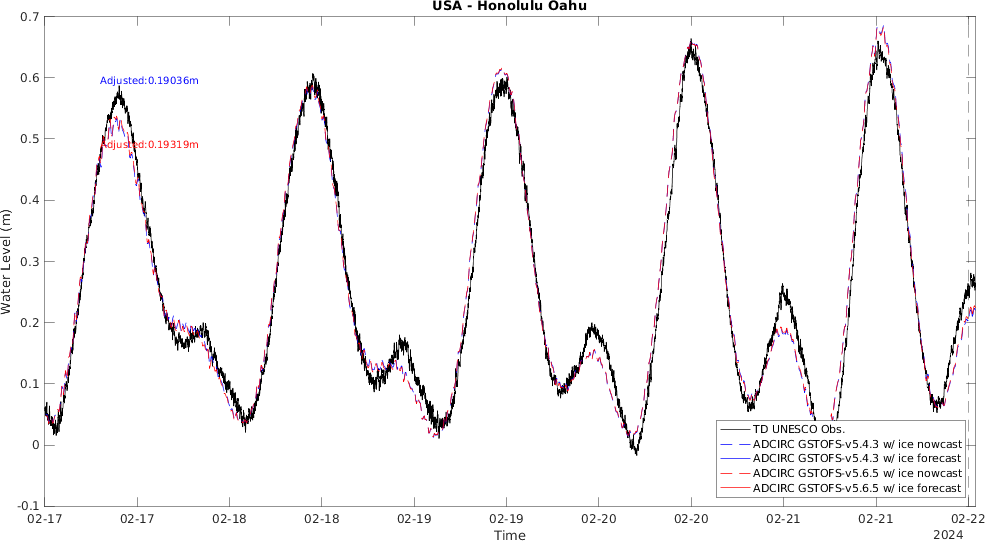 USA - Honolulu Oahu
0.7
0.6
0.5
0.4
0.3
0.2
0.1
0
-0.1
Water Level (m)
Adjusted:0.19036m
Adjusted:0.19319m
TD UNESCO Obs.
ADCIRC GSTOFS-v5.4.3 w/ ice nowcast
ADCIRC GSTOFS-v5.4.3 w/ ice forecast
ADCIRC GSTOFS-v5.6.5 w/ ice nowcast
ADCIRC GSTOFS-v5.6.5 w/ ice forecast
02-17 02-17 02-18 02-18 02-19 02-19 02-20 02-20 02-21 02-21 02-22
2024
Time